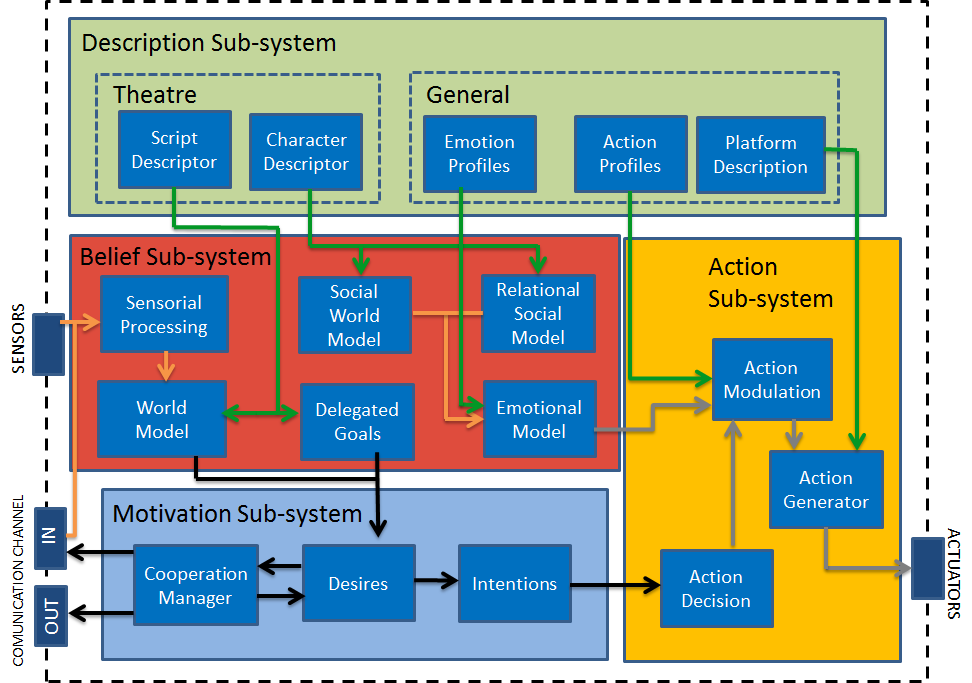 Description Sub-system
Theatre
General
Script
Descriptor
Character
Descriptor
Emotion
Profiles
Action
Profiles
Platform
Description
Belief Sub-system
Sensorial
Processing
Social
World
Model
Relational
Social
Model
World
Model
Delegated
Goals
Emotional
Model
Action
Sub-system
Action
Modulation
Action
Generator
Action
Decision
Motivation Sub-system
Cooperation
Manager
Desires
Intentions
SENSORS
COMUNICATION CHANNEL
IN
OUT
ACTUATORS